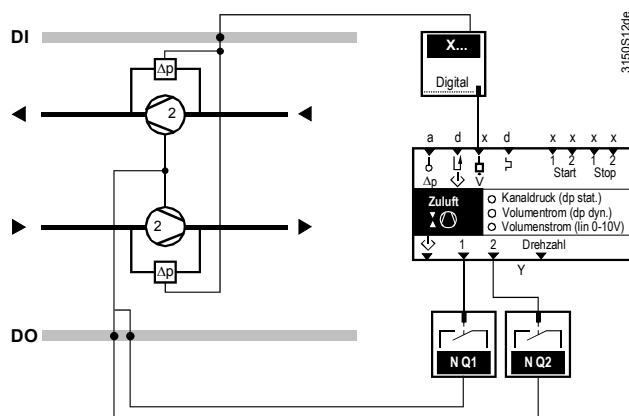 DI
X...
Digital
Δp
2
2
Δp
DO
a d x d x x x x
1 2 1 2
Start Stop
Δp V
Zuluft
Kanaldruck (dp stat.)
Volumentrom (dp dyn.)
Volumenstrom (lin 0-10V)
1 2 Drehzahl
Y
N Q1
N Q2
3150S12de